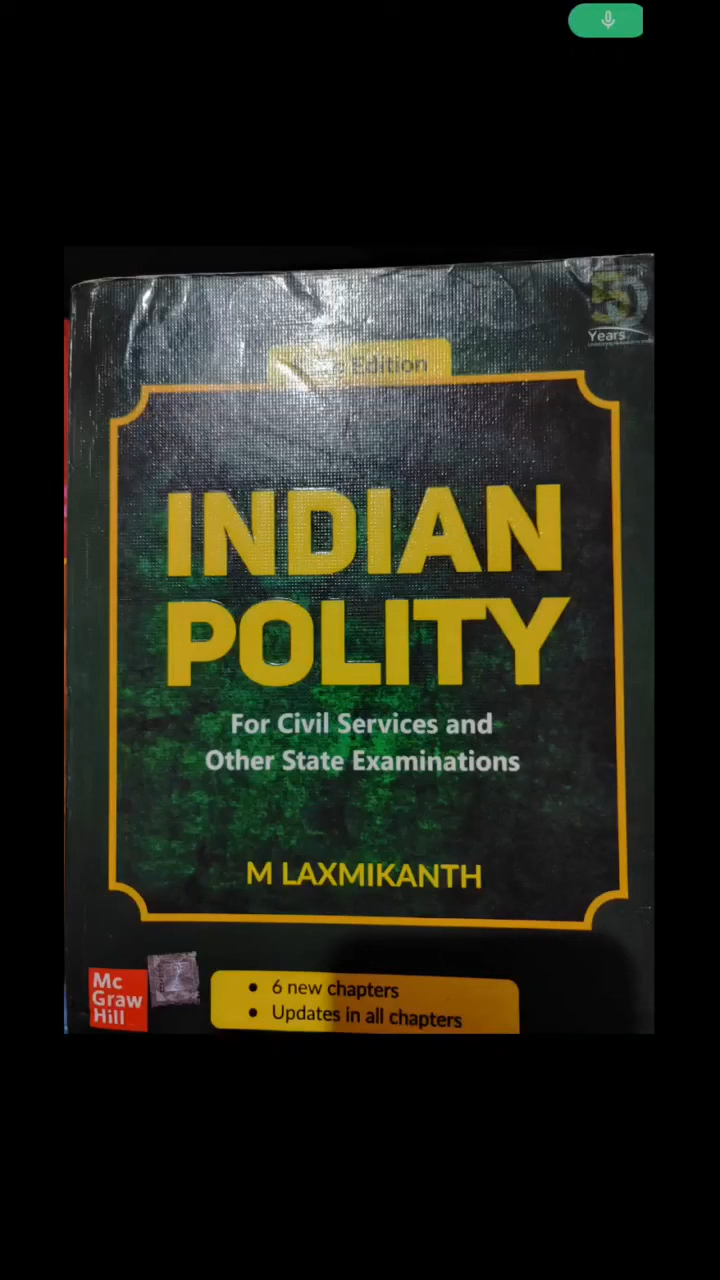 Years
Edition
INDIAN
POLITY
For Civil Services and
Other State Examinations
M LAXMIKANTH
Mc
Graw
Hill
• 6 new chapters
• Updates in all chapters